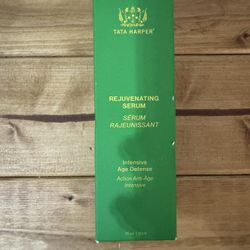 TATA HARPER
REJUVENATING
SERUM
SÉRUM
RAJEUNISSANT
Intensive
Age Defense
Action Anti-Âge
Intensive